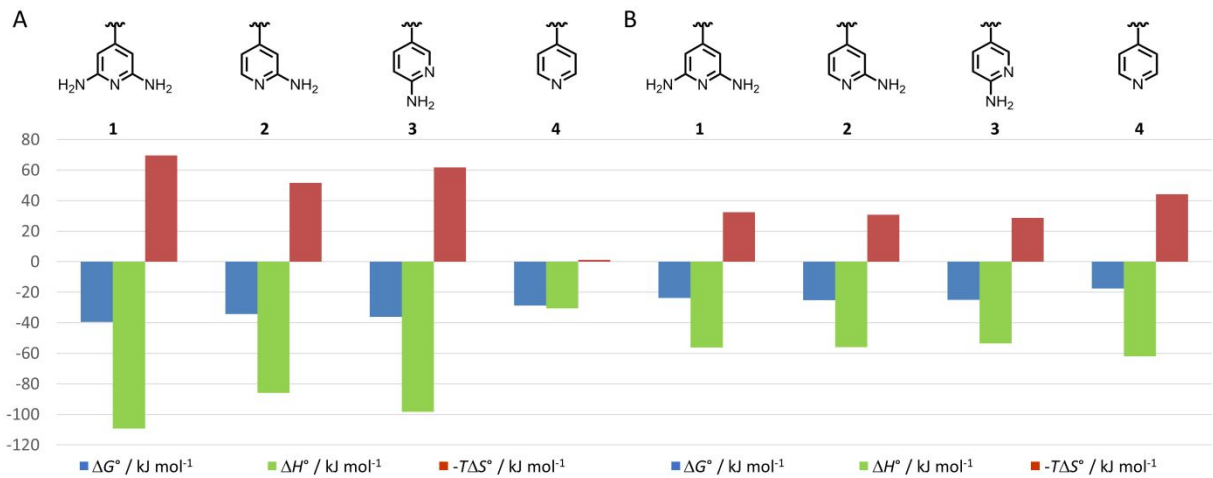 A B
H₂N N NH₂ N NH₂ N NH₂ N H₂N N NH₂ N NH₂ N NH₂ N
1 2 3 4 1 2 3 4
80
60
40
20
0
-20
-40
-60
-80
-100
-120
ΔG° / kJ mol⁻¹ ΔH° / kJ mol⁻¹ -TΔS° / kJ mol⁻¹ ΔG° / kJ mol⁻¹ ΔH° / kJ mol⁻¹ -TΔS° / kJ mol⁻¹